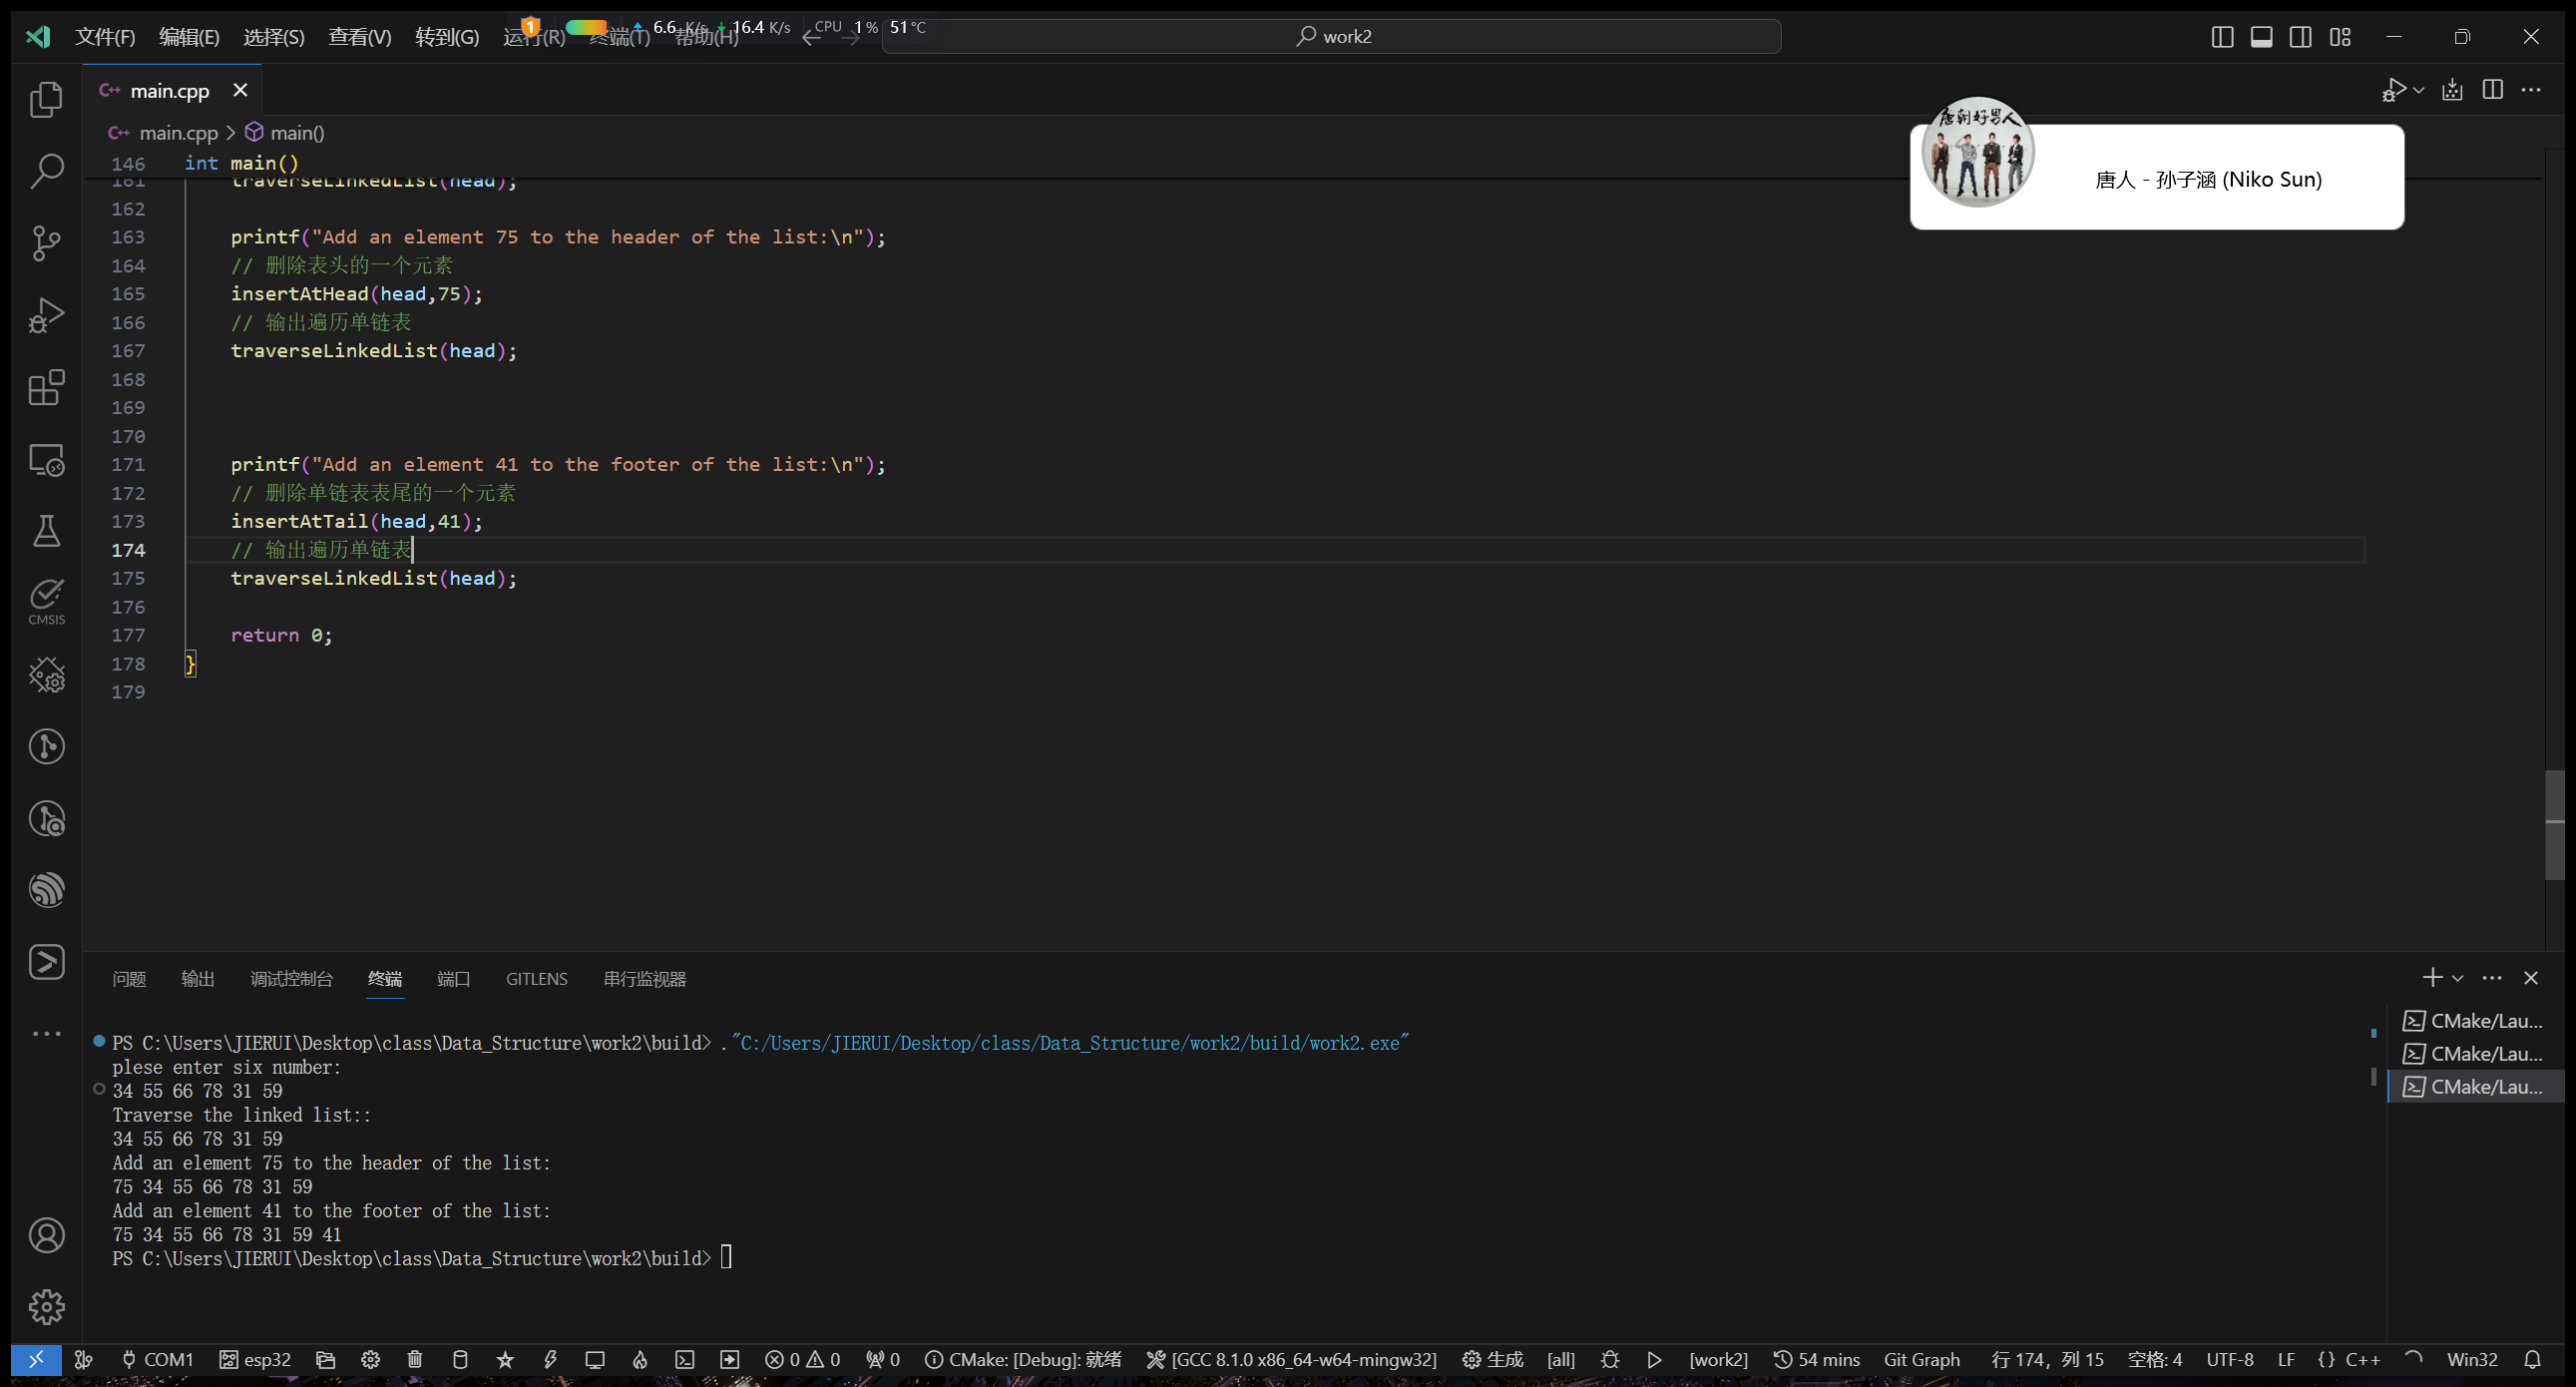 文件(F) 编辑(E) 选择(S) 查看(V) 转到(G) 运行(R) 终端(T) 帮助(H)
1 6.6 K/s 16.4 K/s CPU 1% 51°C
work2
main.cpp
main.cpp > main()
唐朝好男人
唐人 - 孙子涵 (Niko Sun)
146 int main()
161 traverseLinkedList(head);
162
163 printf("Add an element 75 to the header of the list:\n");
164 // 删除表头的一个元素
165 insertAtHead(head,75);
166 // 输出遍历单链表
167 traverseLinkedList(head);
168
169
170
171 printf("Add an element 41 to the footer of the list:\n");
172 // 删除单链表表尾的一个元素
173 insertAtTail(head,41);
174 // 输出遍历单链表
175 traverseLinkedList(head);
176
177 return 0;
178 }
179
CMSIS
问题 输出 调试控制台 终端 端口 GITLENS 串行监视器
PS C:\Users\JIERUI\Desktop\class\Data_Structure\work2\build> ."C:/Users/JIERUI/Desktop/class/Data_Structure/work2/build/work2.exe"
plese enter six number:
34 55 66 78 31 59
Traverse the linked list::
34 55 66 78 31 59
Add an element 75 to the header of the list:
75 34 55 66 78 31 59
Add an element 41 to the footer of the list:
75 34 55 66 78 31 59 41
PS C:\Users\JIERUI\Desktop\class\Data_Structure\work2\build>
CMake/Lau...
CMake/Lau...
CMake/Lau...
COM1 esp32 0 0 0 CMake: [Debug]: 就绪 [GCC 8.1.0 x86_64-w64-mingw32] 生成 [all] [work2] 54 mins Git Graph 行 174，列 15 空格: 4 UTF-8 LF {} C++ Win32